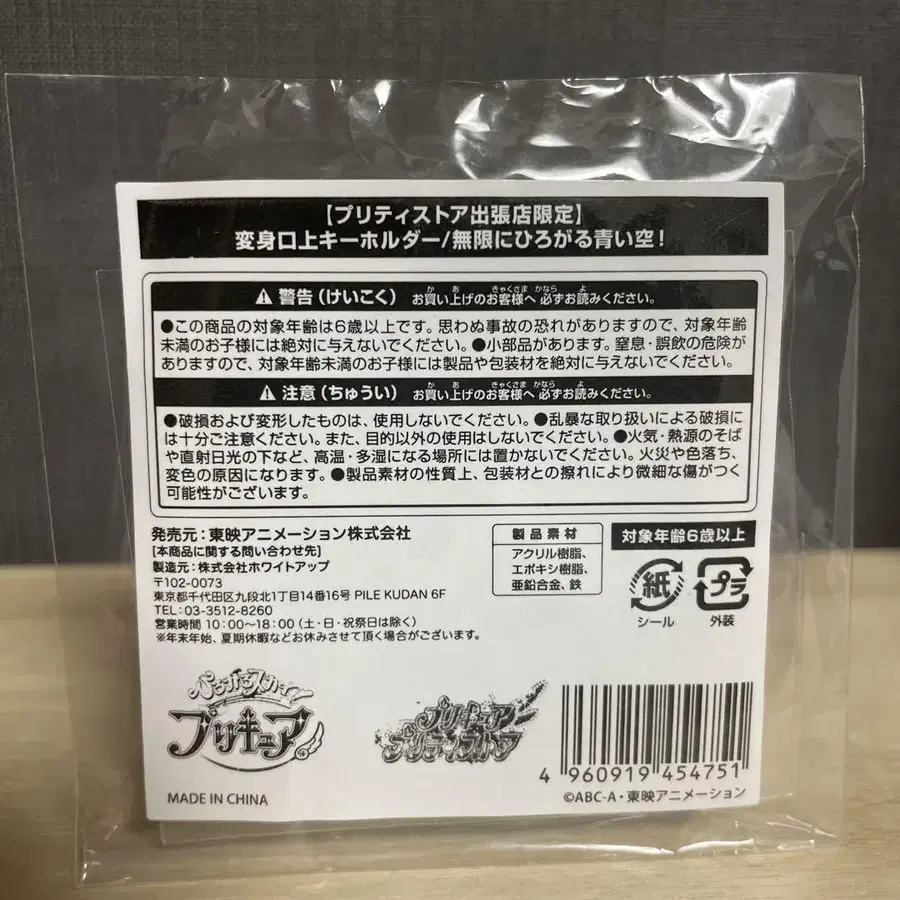 【プリティストア出張店限定】
変身口上キーホルダー/無限にひろがる青い空！
警告（けいこく） お買い上げのお客様へ 必ずお読みください。
●この商品の対象年齢は6歳以上です。思わぬ事故の恐れがありますので、対象年齢
未満のお子様には絶対に与えないでください。●小部品があります。窒息・誤飲の危険が
ありますので、対象年齢未満のお子様には製品や包装材を絶対に与えないでください。
注意（ちゅうい） お買い上げのお客様へ 必ずお読みください。
●破損および変形したものは、使用しないでください。●乱暴な取り扱いによる破損に
は十分ご注意ください。また、目的以外の使用はしないでください。●火気・熱源のそば
や直射日光の下など、高温・多湿になる場所には置かないでください。火災や色落ち、
変色の原因になります。●製品素材の性質上、包装材との擦れにより微細な傷がつく
可能性がございます。
発売元：東映アニメーション株式会社
[本商品に関する問い合わせ先]
製造元：株式会社ホワイトアップ
〒102-0073
東京都千代田区九段北1丁目14番16号 PILE KUDAN 6F
TEL：03-3512-8260
営業時間 10：00～18：00（土・日・祝祭日は除く）
※年末年始、夏期休暇などお休みさせて頂く場合がございます。
製品素材
アクリル樹脂、
エポキシ樹脂、
亜鉛合金、鉄
対象年齢6歳以上
紙
シール
プラ
外装
ひろがるスカイ！
プリキュア
プリキュア
プリティストア
4 960919 454751
MADE IN CHINA
©ABC-A・東映アニメーション